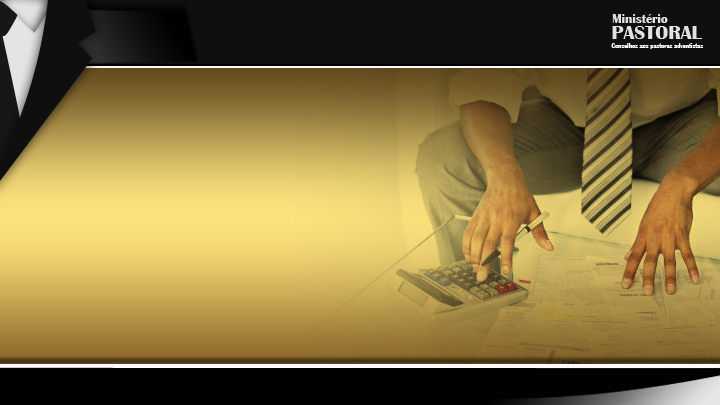 Ministério
PASTORAL
Conselhos aos pastores adventistas